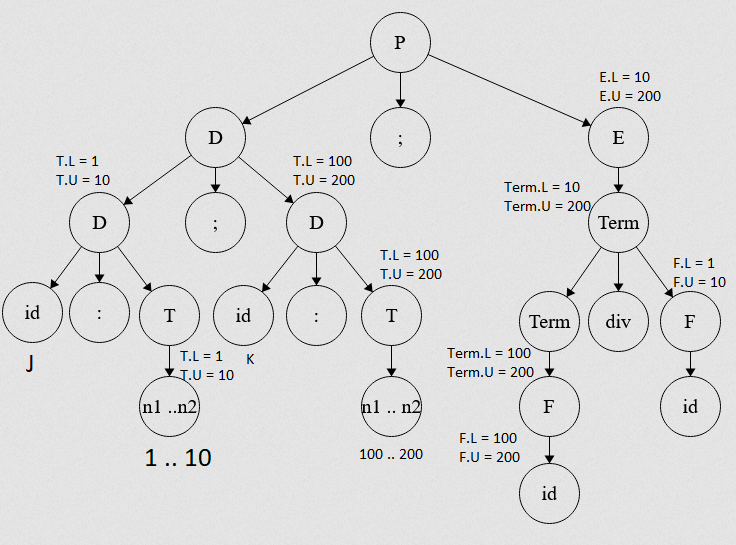 P
E.L = 10
E.U = 200
D
;
E
T.L = 1
T.U = 10
T.L = 100
T.U = 200
Term.L = 10
Term.U = 200
D
;
D
Term
T.L = 100
T.U = 200
F.L = 1
F.U = 10
id
:
T
id
:
T
Term
div
F
J
K
T.L = 1
T.U = 10
Term.L = 100
Term.U = 200
n1 ..n2
n1 .. n2
F
id
1 .. 10
100 .. 200
F.L = 100
F.U = 200
id